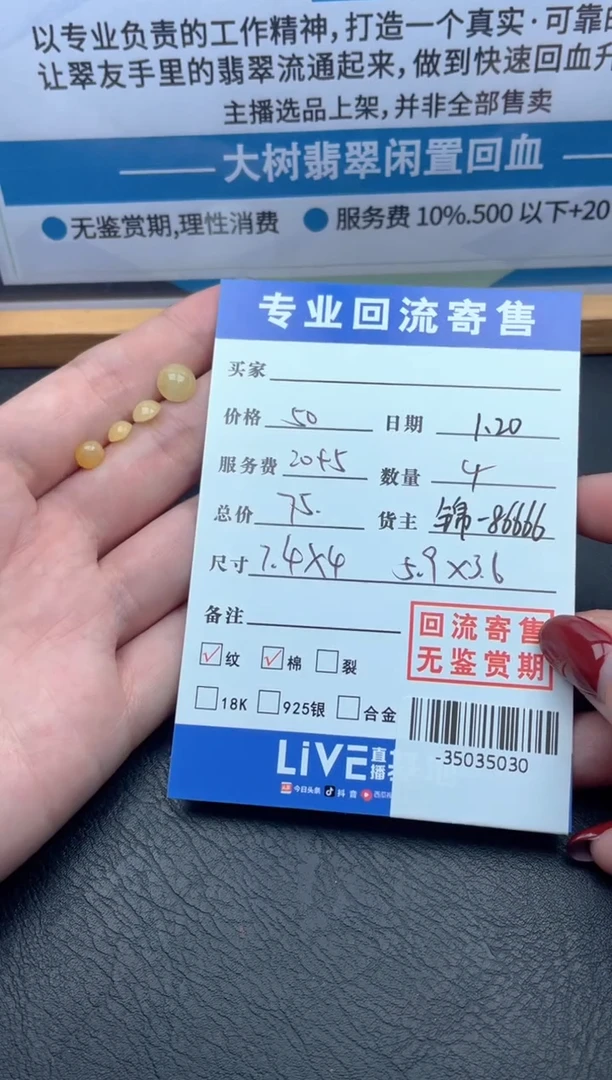 以专业负责的工作精神,打造一个真实·可靠
让翠友手里的翡翠流通起来,做到快速回血
主播选品上架,并非全部售卖
大树翡翠闲置回血
无鉴赏期,理性消费 服务费 10%.500 以下+20
专业回流寄售
买家
价格 50 日期 1.20
服务费 20+5 数量 4
总价 75. 货主 锦-86666
尺寸 7.4X4 5.9X3.6
备注
回流寄售
无鉴赏期
纹 棉 裂
18K 925银 合金
-35035030
LiVE 直播
今日头条 抖音 西瓜